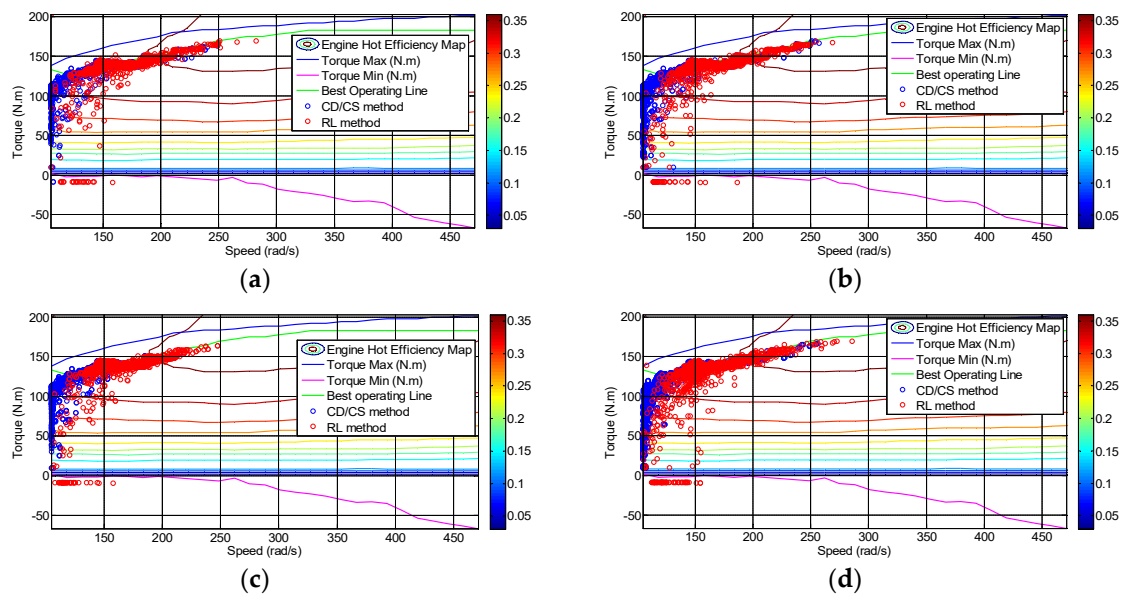 200
150
100
50
0
-50
Torque (N.m)
150 200 250 300 350 400 450
Speed (rad/s)
Engine Hot Efficiency Map
Torque Max (N.m)
Torque Min (N.m)
Best Operating Line
CD/CS method
RL method
0.35
0.3
0.25
0.2
0.15
0.1
0.05
(a)
200
150
100
50
0
-50
Torque (N.m)
150 200 250 300 350 400 450
Speed (rad/s)
Engine Hot Efficiency Map
Torque Max (N.m)
Torque Min (N.m)
Best Operating Line
CD/CS method
RL method
0.35
0.3
0.25
0.2
0.15
0.1
0.05
(b)
200
150
100
50
0
-50
Torque (N.m)
150 200 250 300 350 400 450
Speed (rad/s)
Engine Hot Efficiency Map
Torque Max (N.m)
Torque Min (N.m)
Best Operating Line
CD/CS method
RL method
0.35
0.3
0.25
0.2
0.15
0.1
0.05
(c)
200
150
100
50
0
-50
Torque (N.m)
150 200 250 300 350 400 450
Speed (rad/s)
Engine Hot Efficiency Map
Torque Max (N.m)
Torque Min (N.m)
Best Operating Line
CD/CS method
RL method
0.35
0.3
0.25
0.2
0.15
0.1
0.05
(d)